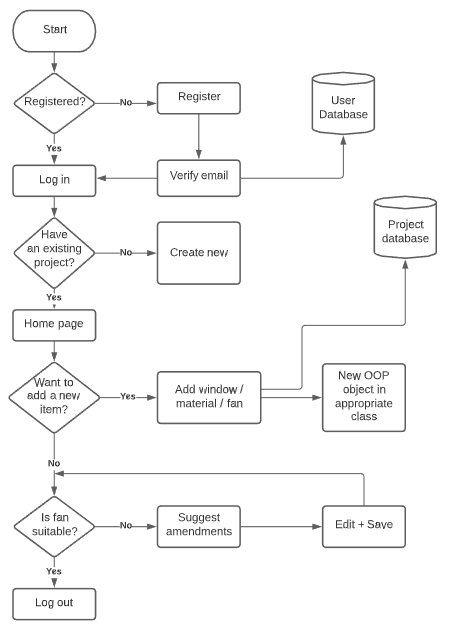 Start
Registered?
No
Register
User
Database
Yes
Log in
Verify email
Have
an existing
project?
No
Create new
Project
database
Yes
Home page
Want to
add a new
item?
Yes
Add window /
material / fan
New OOP
object in
appropriate
class
No
Is fan
suitable?
No
Suggest
amendments
Edit + Save
Yes
Log out